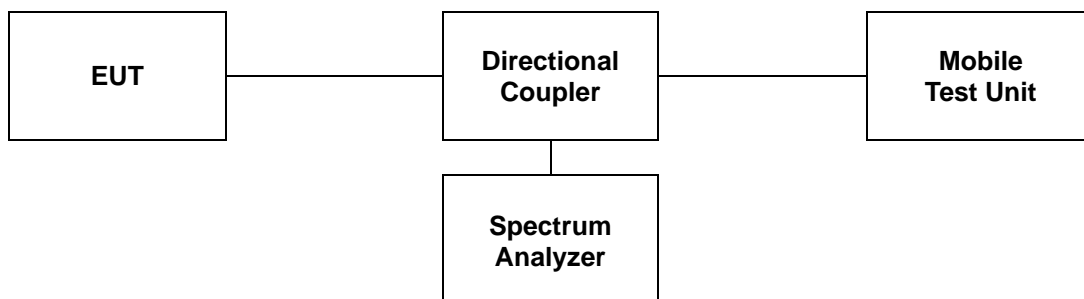 EUT
Directional
Coupler
Mobile
Test Unit
Spectrum
Analyzer